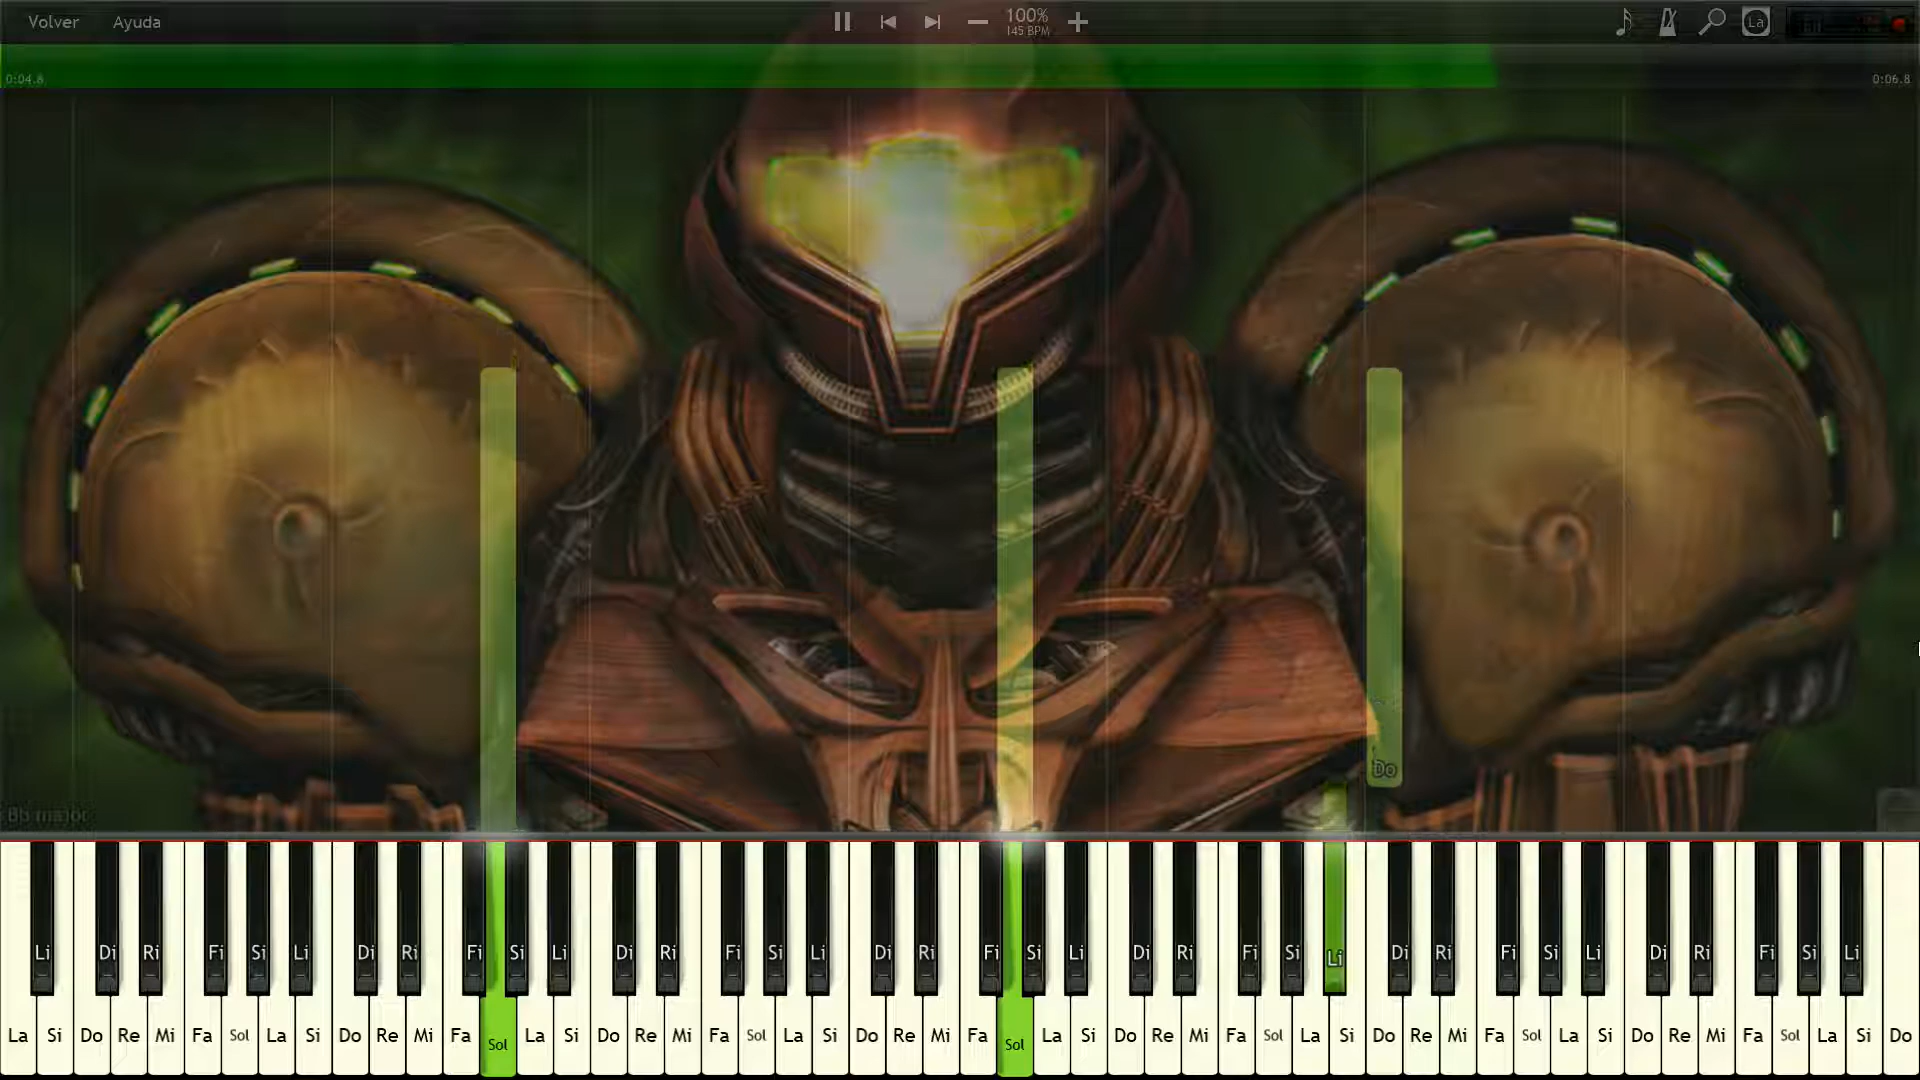 Volver Ayuda 100% La
145 BPM
0:04.8 0:06.8
Do
Bb major
Li Di Ri Fi Si Li Di Ri Fi Si Li Di Ri Fi Si Li Di Ri Fi Si Li Di Ri Fi Si Li Di Ri Fi Si Li Di Ri Fi Si Li
La Si Do Re Mi Fa Sol La Si Do Re Mi Fa Sol La Si Do Re Mi Fa Sol La Si Do Re Mi Fa Sol La Si Do Re Mi Fa Sol La Si Do Re Mi Fa Sol La Si Do Re Mi Fa Sol La Si Do